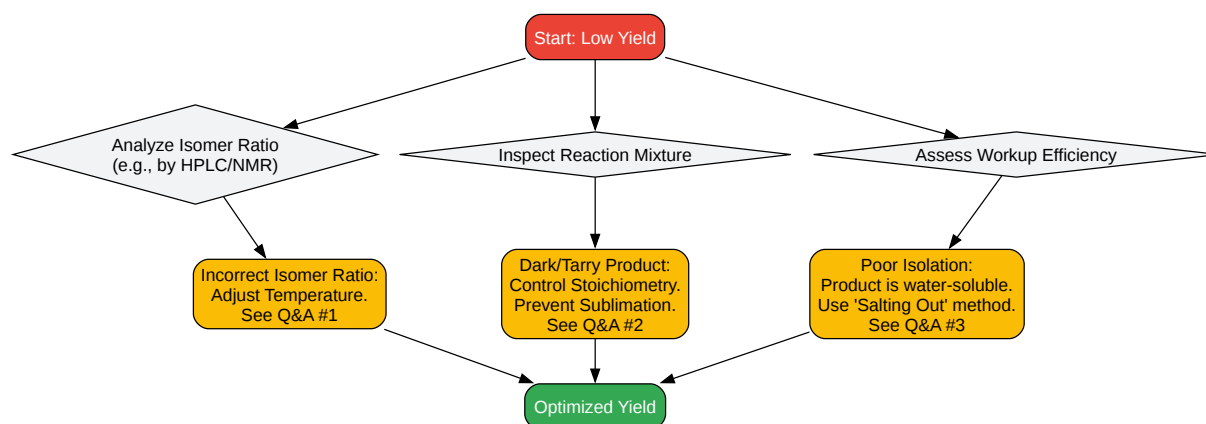 Start: Low Yield
Analyze Isomer Ratio
(e.g., by HPLC/NMR)
Inspect Reaction Mixture
Assess Workup Efficiency
Incorrect Isomer Ratio:
Adjust Temperature.
See Q&A #1
Dark/Tarry Product:
Control Stoichiometry.
Prevent Sublimation.
See Q&A #2
Poor Isolation:
Product is water-soluble.
Use 'Salting Out' method.
See Q&A #3
Optimized Yield